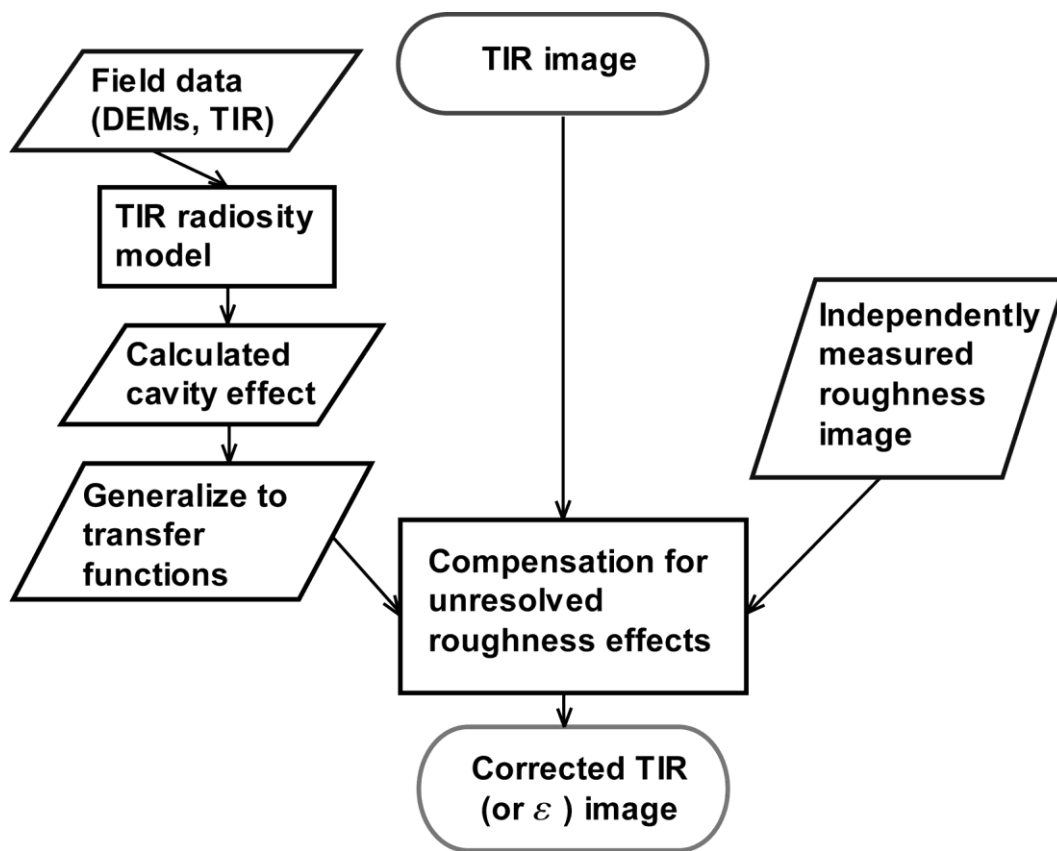 Field data
(DEMs, TIR)
TIR image
TIR radiosity
model
Calculated
cavity effect
Generalize to
transfer
functions
Independently
measured
roughness
image
Compensation for
unresolved
roughness effects
Corrected TIR
(or ε ) image